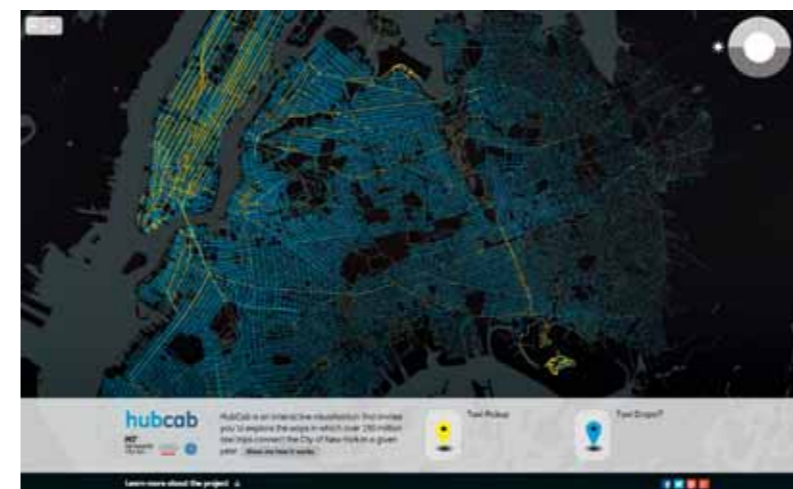 hubcab
HubCab is an interactive visualization that invites
you to explore the ways in which over 150 million
taxi trips connect the City of New York in a given
year. Show me how it works
MIT
Taxi Pickup
Taxi Dropoff
Learn more about the project